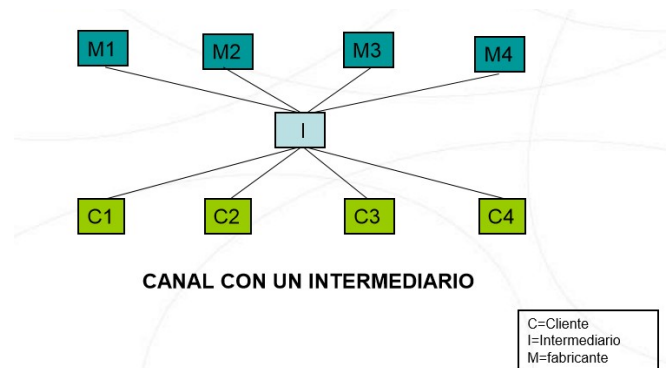 M1
M2
M3
M4
I
C1
C2
C3
C4
CANAL CON UN INTERMEDIARIO
C=Cliente
I=Intermediario
M=fabricante